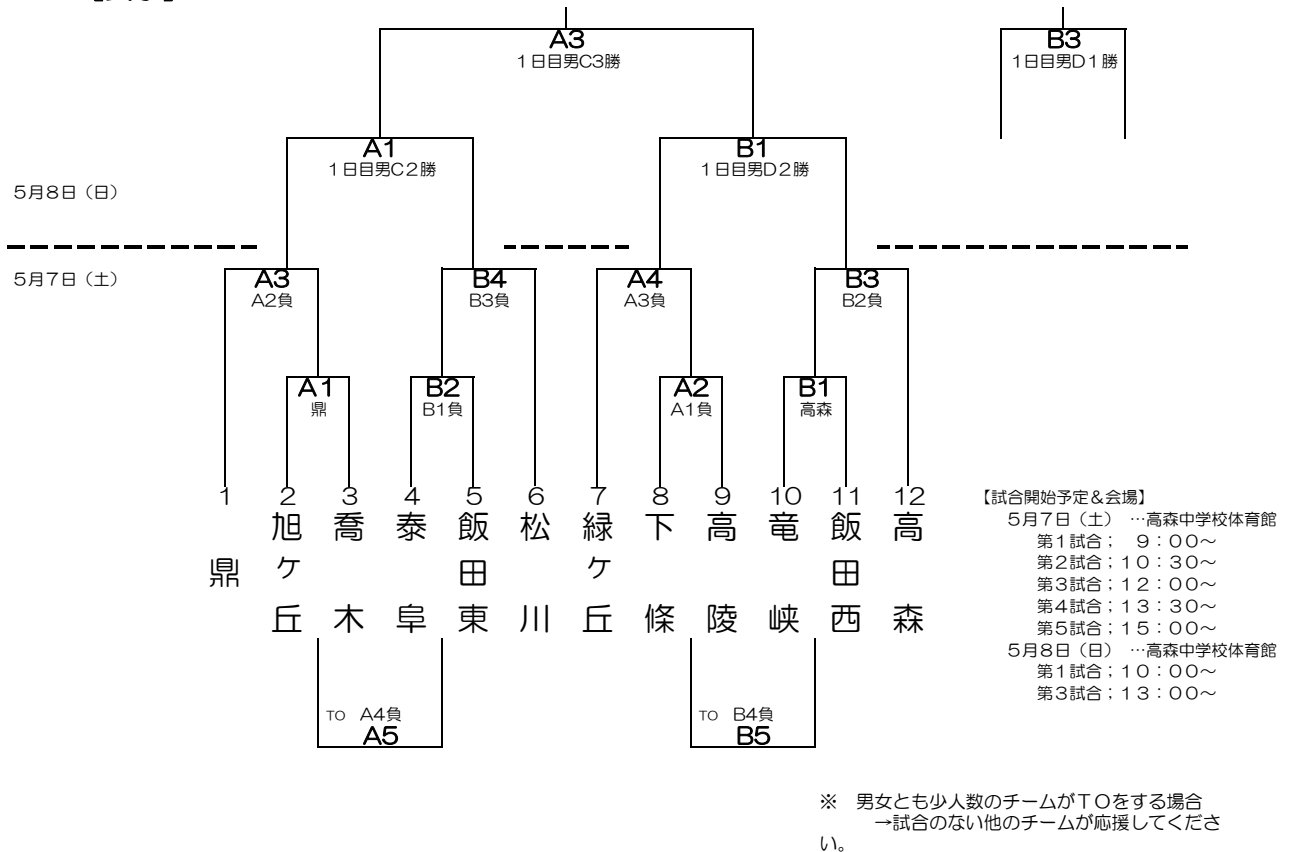 A3
1日目男C3勝
B3
1日目男D1勝
A1
1日目男C2勝
B1
1日目男D2勝
5月8日（日）
5月7日（土）
A3
A2負
B4
B3負
A4
A3負
B3
B2負
A1
鼎
B2
B1負
A2
A1負
B1
高森
1 2 3 4 5 6 7 8 9 10 11 12
鼎
旭ケ丘
喬木
泰阜
飯田東
松川
緑ケ丘
下條
高陵
竜峡
飯田西
高森
【試合開始予定＆会場】
5月7日（土） …高森中学校体育館
第1試合； 9：00～
第2試合；10：30～
第3試合；12：00～
第4試合；13：30～
第5試合；15：00～
5月8日（日） …高森中学校体育館
第1試合；10：00～
第3試合；13：00～
TO A4負
A5
TO B4負
B5
※ 男女とも少人数のチームがTOをする場合
→試合のない他のチームが応援してくださ
い。